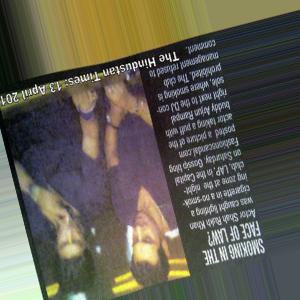 SMOKING IN THE
FACE OF LAW?
Actor Shah Rukh Khan
was caught lighting a
cigarette in a no-smok-
ing zone at the night-
club, LAP, in the Capital
on Saturday. Gossip blog
posted
the picture of the
actor taking a puff with
buddy Arjun Rampal
right next to the DJ con-
sole, where smoking is
prohibited. The club
management refused to
comment.
The Hindustan Times, 13 April 201